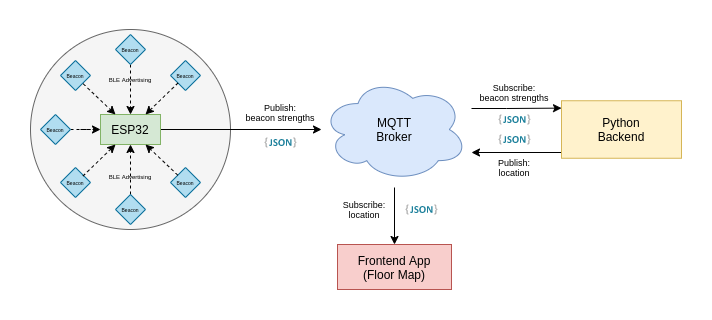 Beacon
Beacon
Beacon
BLE Advertising
Beacon
ESP32
BLE Advertising
Beacon
Beacon
Beacon
Publish:
beacon strengths
{JSON}
MQTT
Broker
Subscribe:
beacon strengths
{JSON}
{JSON}
Publish:
location
Python
Backend
Subscribe:
location
{JSON}
Frontend App
(Floor Map)